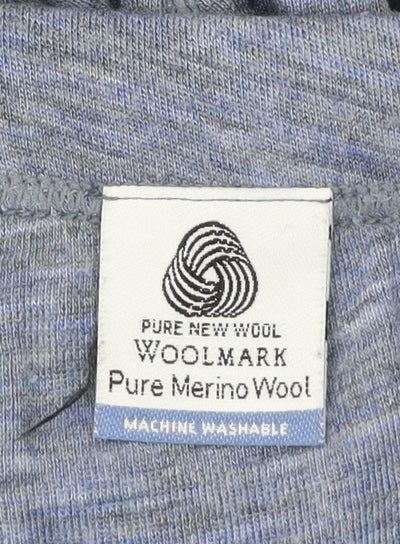 PURE NEW WOOL
WOOLMARK
Pure Merino Wool
MACHINE WASHABLE